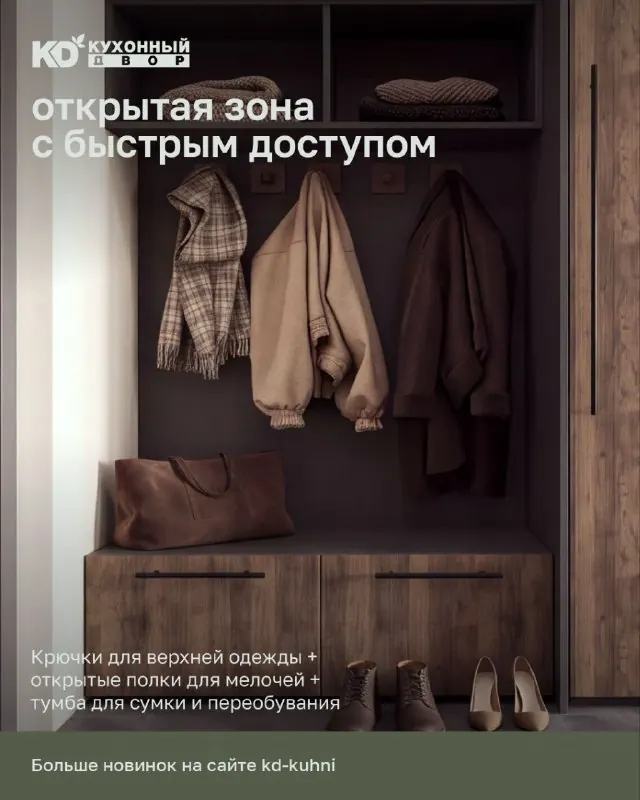 KD КУХОННЫЙ
ДВОР
открытая зона
с быстрым доступом
Крючки для верхней одежды +
открытые полки для мелочей +
тумба для сумки и переобувания
Больше новинок на сайте kd-kuhni